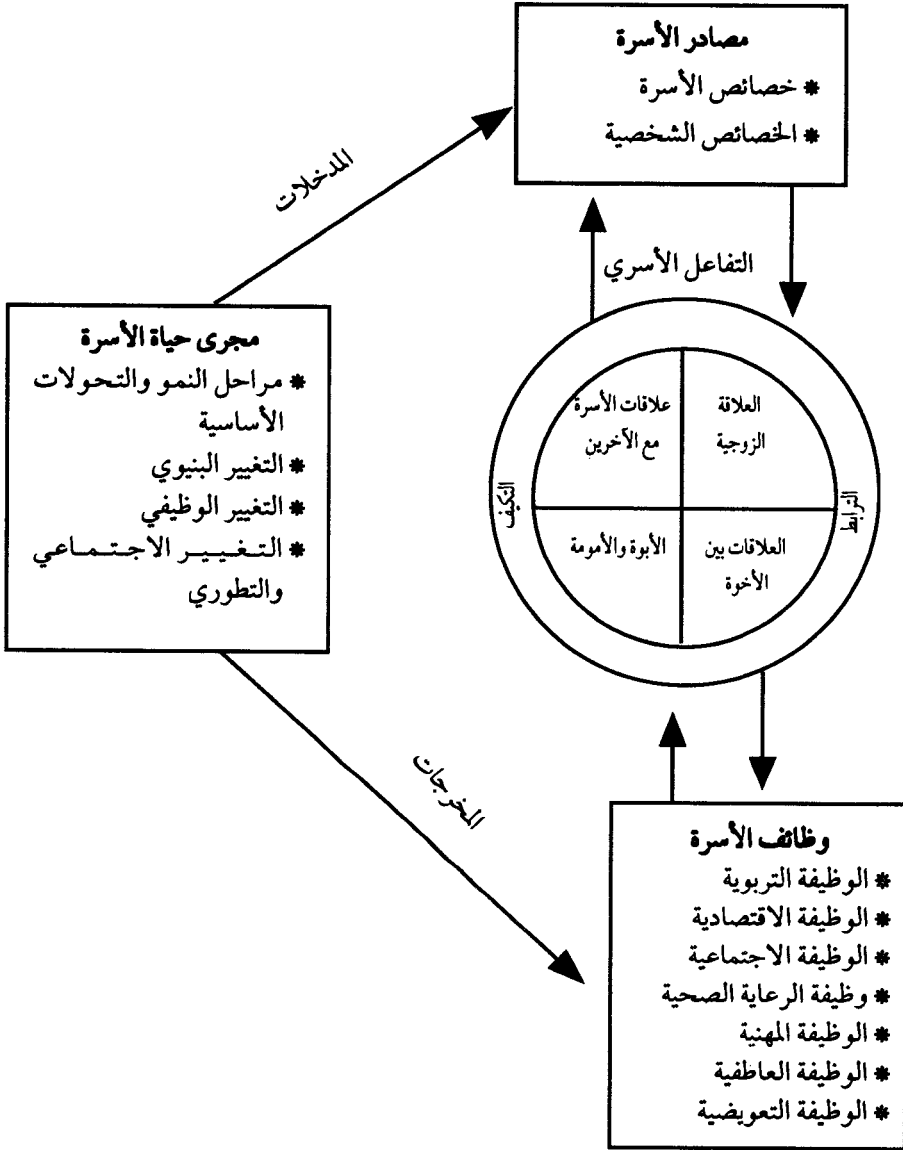 مصادر الأسرة
* خصائص الأسرة
* الخصائص الشخصية
المدخلات
التفاعل الأسري
مجرى حياة الأسرة
* مراحل النمو والتحولات
الأساسية
* التغيير البنيوي
* التغيير الوظيفي
* التغيير الاجتماعي
والتطوري
العلاقة
الزوجية
علاقات الأسرة
مع الآخرين
الترابط
التكيف
العلاقات بين
الأخوة
الأبوة والأمومة
المخرجات
وظائف الأسرة
* الوظيفة التربوية
* الوظيفة الاقتصادية
* الوظيفة الاجتماعية
* وظيفة الرعاية الصحية
* الوظيفة المهنية
* الوظيفة العاطفية
* الوظيفة التعويضية